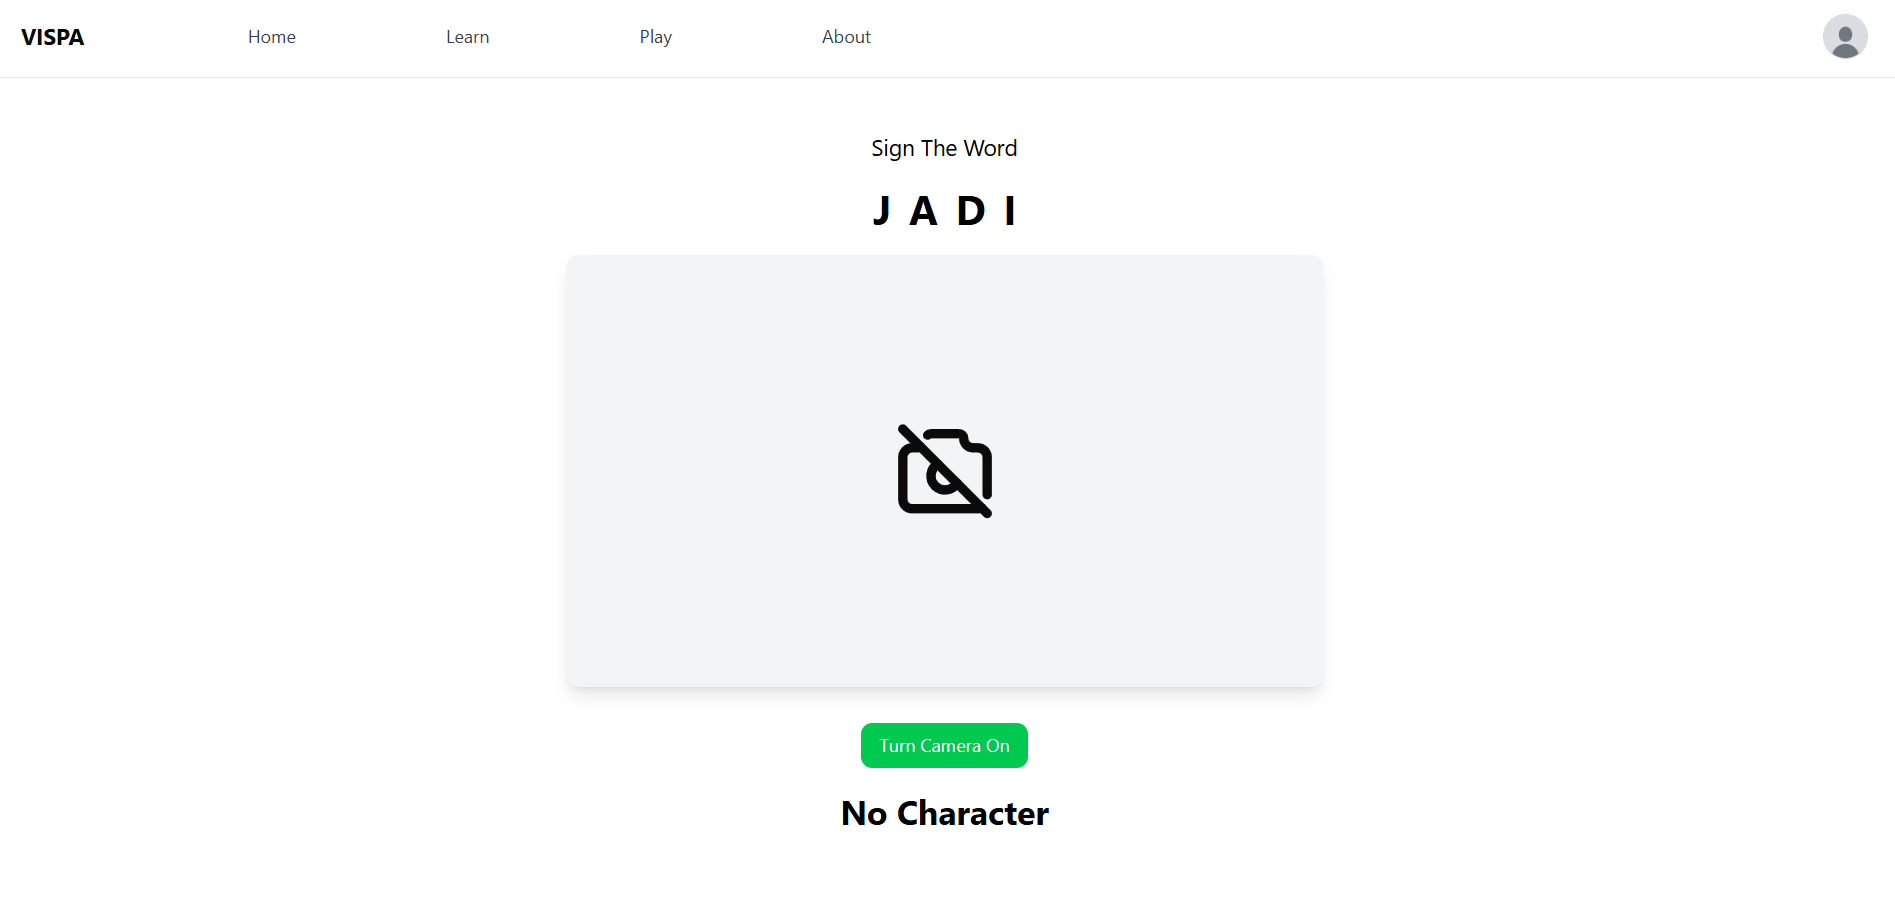 VISPA Home Learn Play About
Sign The Word
J A D I
Turn Camera On
No Character